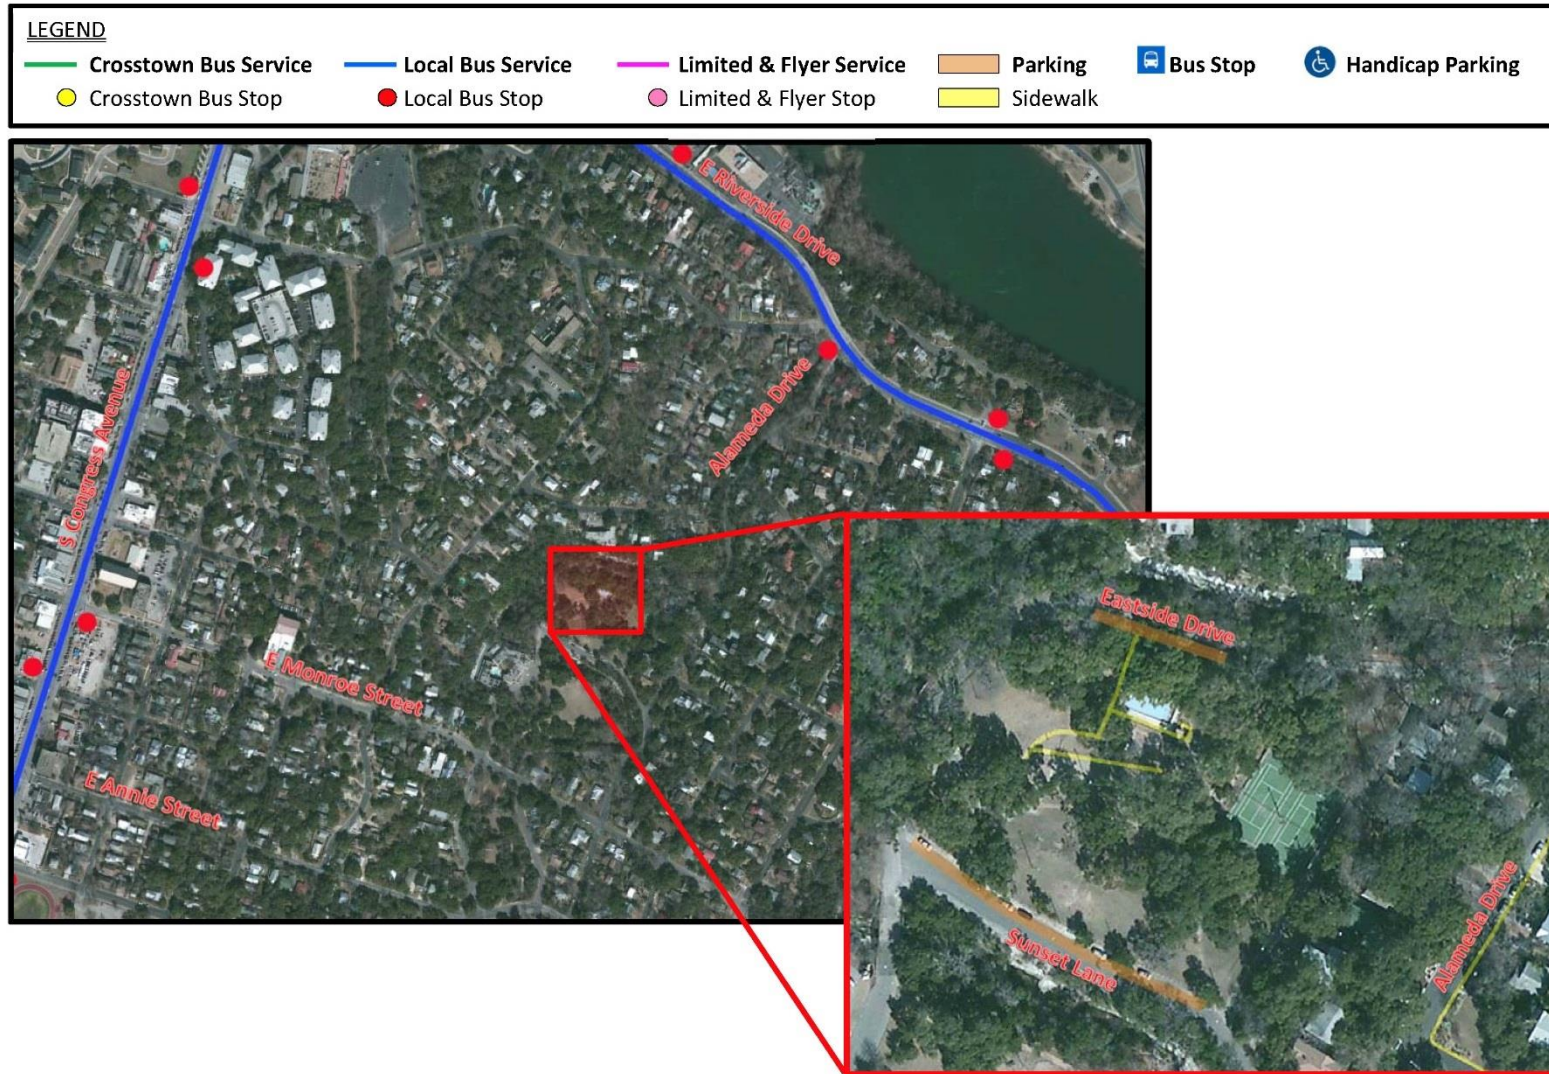 LEGEND
Crosstown Bus Service
Local Bus Service
Limited & Flyer Service
Parking
Bus Stop
Handicap Parking
Crosstown Bus Stop
Local Bus Stop
Limited & Flyer Stop
Sidewalk
E Riverside Drive
Alameda Drive
S Congress Avenue
E Monroe Street
E Annie Street
Eastside Drive
Sunset Lane
Alameda Drive